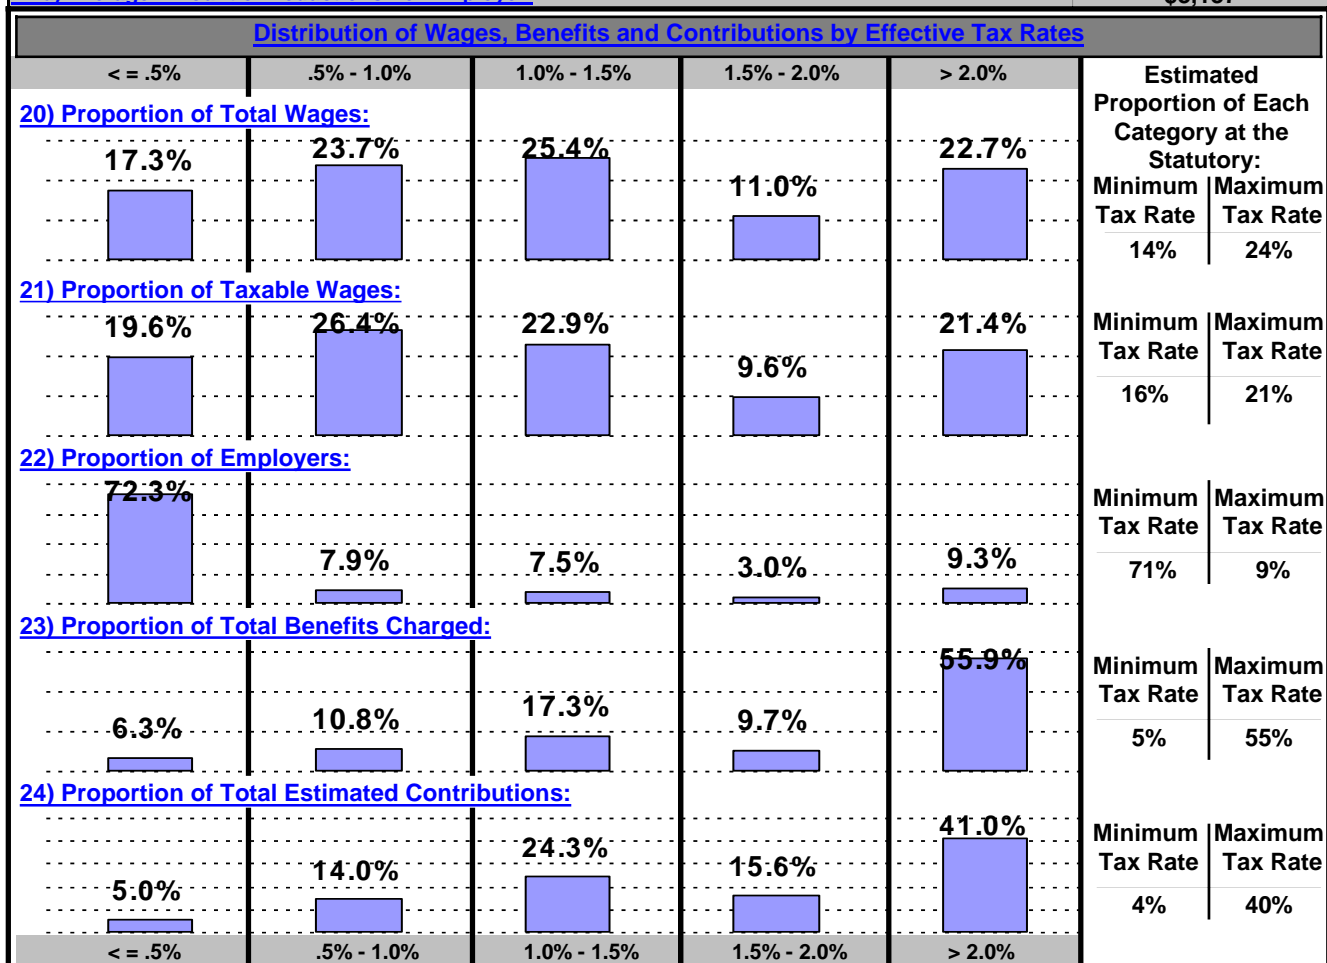 Distribution of Wages, Benefits and Contributions by Effective Tax Rates
< = .5% .5% - 1.0% 1.0% - 1.5% 1.5% - 2.0% > 2.0%
Estimated
Proportion of Each
Category at the
Statutory:
20) Proportion of Total Wages:
17.3% 23.7% 25.4% 11.0% 22.7%
Minimum Maximum
Tax Rate Tax Rate
14% 24%
21) Proportion of Taxable Wages:
19.6% 26.4% 22.9% 9.6% 21.4%
Minimum Maximum
Tax Rate Tax Rate
16% 21%
22) Proportion of Employers:
72.3% 7.9% 7.5% 3.0% 9.3%
Minimum Maximum
Tax Rate Tax Rate
71% 9%
23) Proportion of Total Benefits Charged:
6.3% 10.8% 17.3% 9.7% 55.9%
Minimum Maximum
Tax Rate Tax Rate
5% 55%
24) Proportion of Total Estimated Contributions:
5.0% 14.0% 24.3% 15.6% 41.0%
Minimum Maximum
Tax Rate Tax Rate
4% 40%
< = .5% .5% - 1.0% 1.0% - 1.5% 1.5% - 2.0% > 2.0%